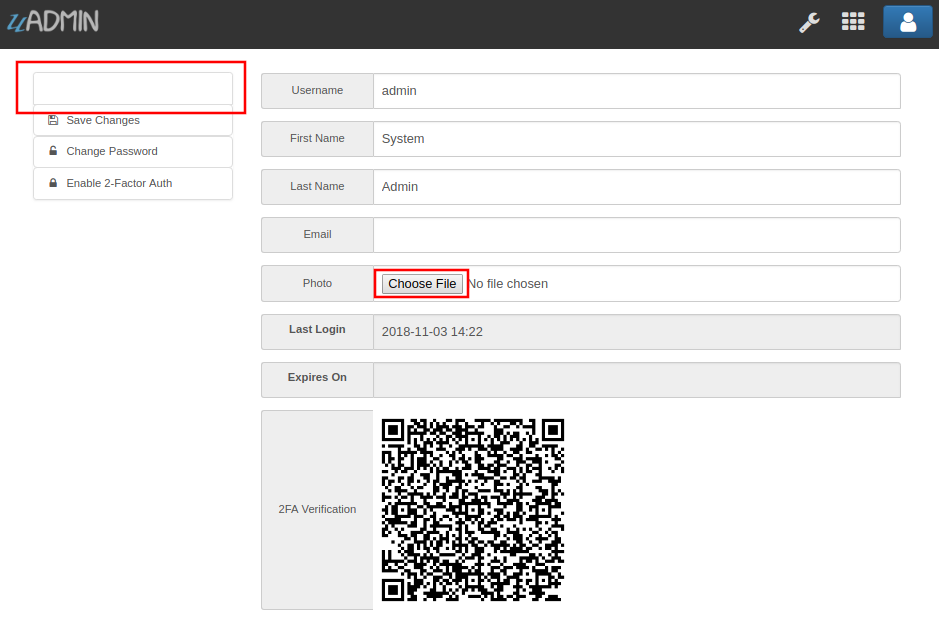 uADMIN
Save Changes
Change Password
Enable 2-Factor Auth
Username admin
First Name System
Last Name Admin
Email
Photo Choose File No file chosen
Last Login 2018-11-03 14:22
Expires On
2FA Verification